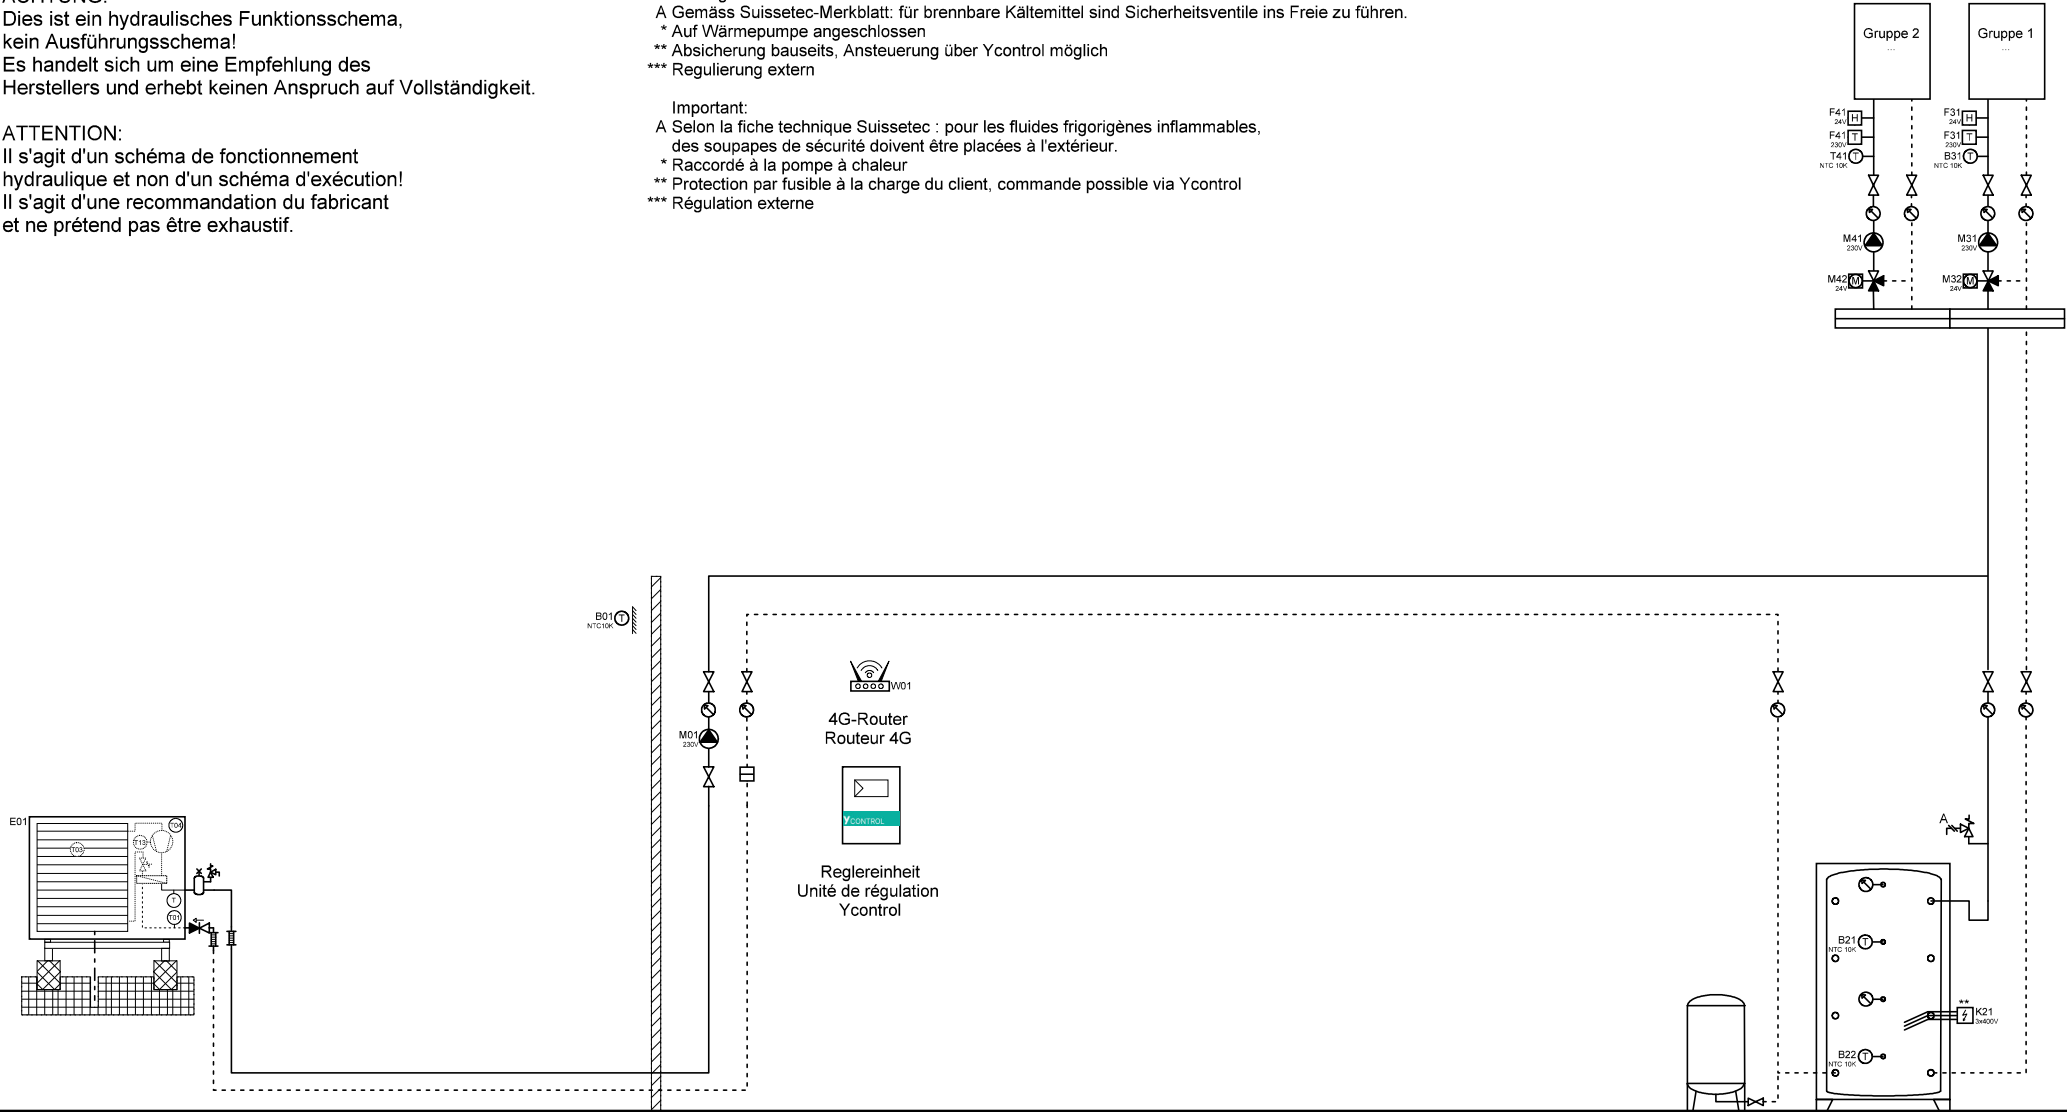 Dies ist ein hydraulisches Funktionsschema,
kein Ausführungsschema!
Es handelt sich um eine Empfehlung des
Herstellers und erhebt keinen Anspruch auf Vollständigkeit.
ATTENTION:
Il s'agit d'un schéma de fonctionnement
hydraulique et non d'un schéma d'exécution!
Il s'agit d'une recommandation du fabricant
et ne prétend pas être exhaustif.
A Gemäss Suissetec-Merkblatt: für brennbare Kältemittel sind Sicherheitsventile ins Freie zu führen.
* Auf Wärmepumpe angeschlossen
** Absicherung bauseits, Ansteuerung über Ycontrol möglich
*** Regulierung extern
Important:
A Selon la fiche technique Suissetec : pour les fluides frigorigènes inflammables,
des soupapes de sécurité doivent être placées à l'extérieur.
* Raccordé à la pompe à chaleur
** Protection par fusible à la charge du client, commande possible via Ycontrol
*** Régulation externe
Gruppe 2
...
Gruppe 1
...
F41 H
24V
F41 T
230V
T41 T
NTC 10K
F31 H
24V
F31 T
230V
B31 T
NTC 10K
M41
230V
M31
230V
M42 M
24V
M32 M
24V
B01 T
NTC10K
W01
4G-Router
Routeur 4G
M01
230V
YCONTROL
Reglereinheit
Unité de régulation
Ycontrol
E01
T04
T13
T03
T
T01
A
B21 T
NTC 10K
**
K21
3x400V
B22 T
NTC 10K